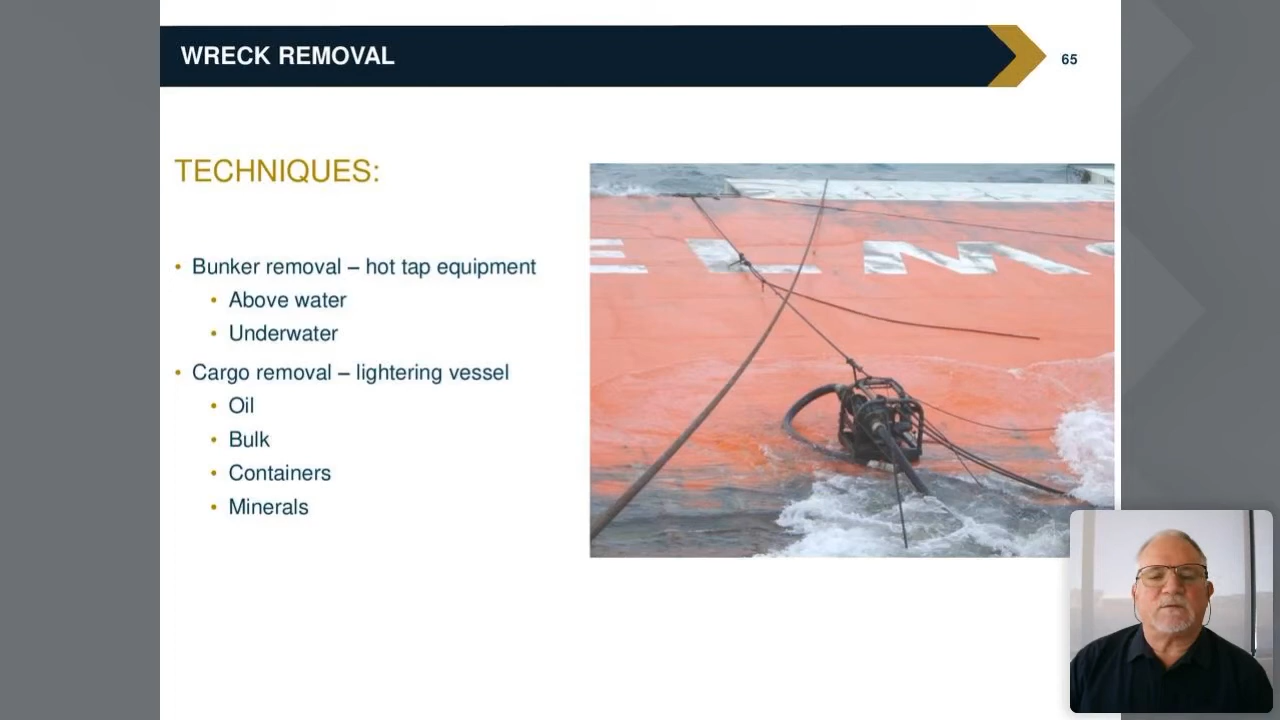 WRECK REMOVAL
65
TECHNIQUES:
• Bunker removal – hot tap equipment
• Above water
• Underwater
• Cargo removal – lightering vessel
• Oil
• Bulk
• Containers
• Minerals
E L M